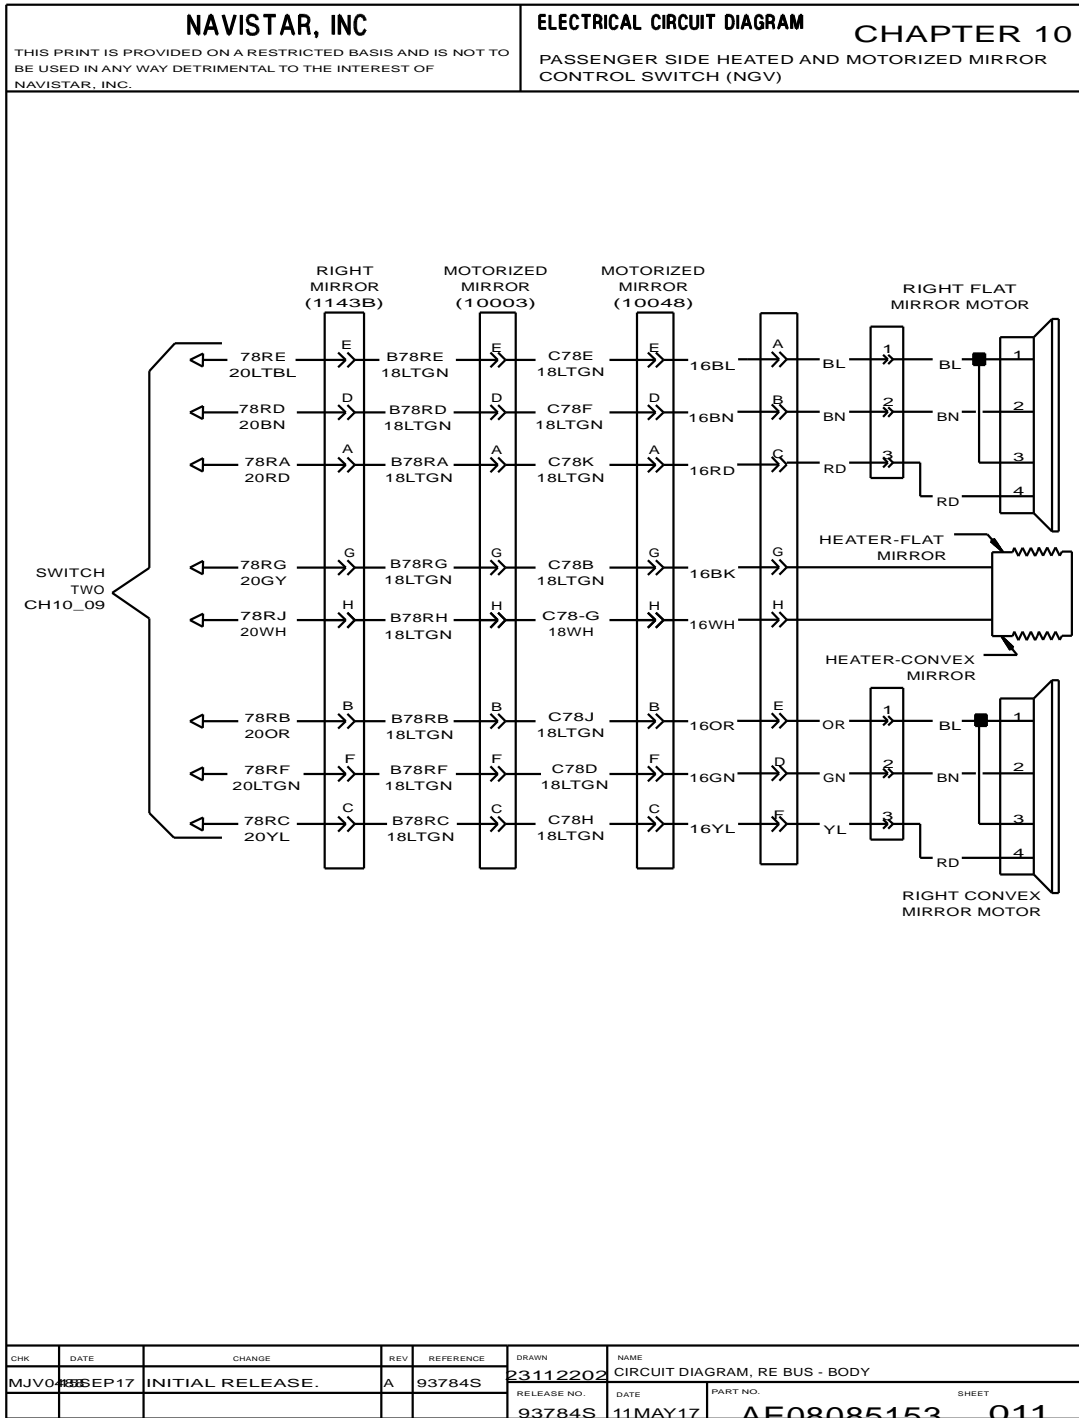 NAVISTAR, INC
THIS PRINT IS PROVIDED ON A RESTRICTED BASIS AND IS NOT TO
BE USED IN ANY WAY DETRIMENTAL TO THE INTEREST OF
NAVISTAR, INC.
ELECTRICAL CIRCUIT DIAGRAM
CHAPTER 10
PASSENGER SIDE HEATED AND MOTORIZED MIRROR
CONTROL SWITCH (NGV)
RIGHT
MIRROR
(1143B)
MOTORIZED
MIRROR
(10003)
MOTORIZED
MIRROR
(10048)
RIGHT FLAT
MIRROR MOTOR
78RE
20LTBL
E
B78RE
18LTGN
E
C78E
18LTGN
E
16BL
A
BL
1
BL
1
78RD
20BN
D
B78RD
18LTGN
D
C78F
18LTGN
D
16BN
B
BN
2
BN
2
78RA
20RD
A
B78RA
18LTGN
A
C78K
18LTGN
A
16RD
C
RD
3
RD
3
4
HEATER-FLAT
MIRROR
SWITCH
TWO
CH10_09
78RG
20GY
G
B78RG
18LTGN
G
C78B
18LTGN
G
16BK
G
78RJ
20WH
H
B78RH
18LTGN
H
C78-G
18WH
H
16WH
H
HEATER-CONVEX
MIRROR
78RB
20OR
B
B78RB
18LTGN
B
C78J
18LTGN
B
16OR
E
OR
1
BL
1
78RF
20LTGN
F
B78RF
18LTGN
F
C78D
18LTGN
F
16GN
D
GN
2
BN
2
78RC
20YL
C
B78RC
18LTGN
C
C78H
18LTGN
C
16YL
F
YL
3
RD
3
4
RIGHT CONVEX
MIRROR MOTOR
CHK DATE CHANGE REV REFERENCE
INITIAL RELEASE. A 93784S
DRAWN
23112202
NAME
CIRCUIT DIAGRAM, RE BUS - BODY
RELEASE NO.
93784S
DATE
11MAY17
PART NO.
AE08085153
SHEET
011